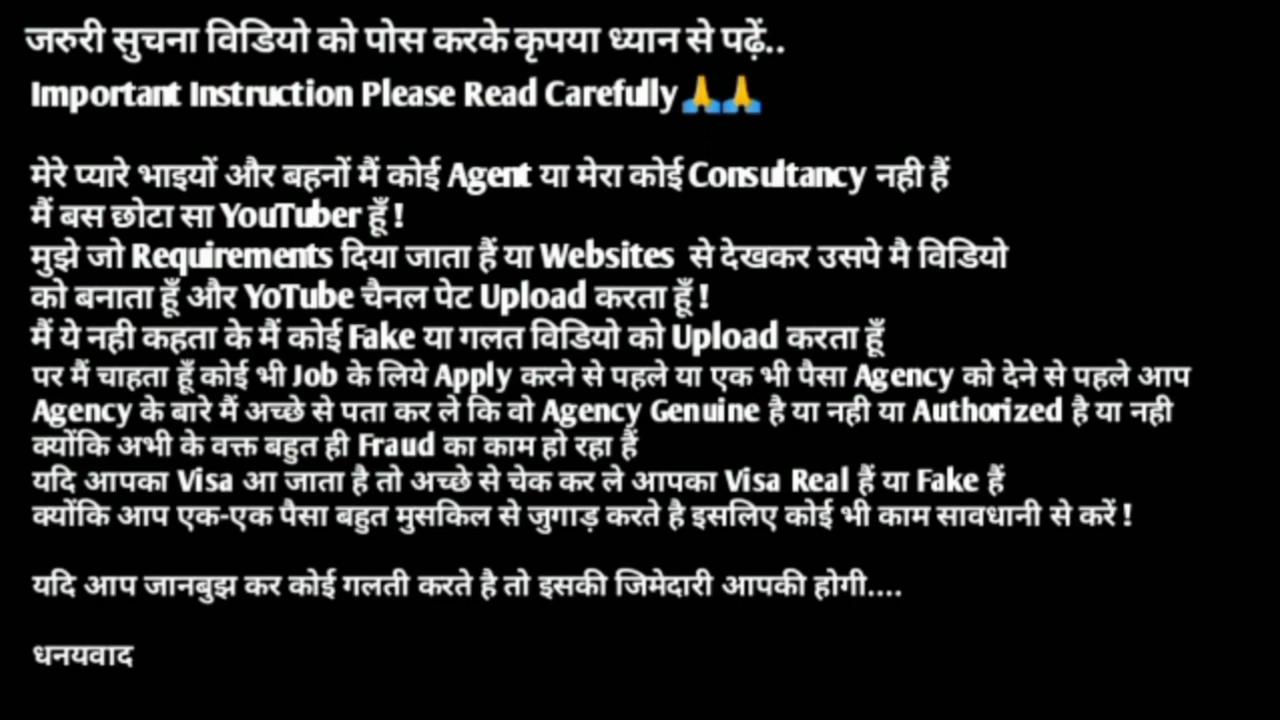 जरुरी सुचना विडियो को पोस करके कृपया ध्यान से पढ़ें..
Important Instruction Please Read Carefully🙏🙏
मेरे प्यारे भाइयों और बहनों मैं कोई Agent या मेरा कोई Consultancy नही हैं
मैं बस छोटा सा YouTuber हूँ !
मुझे जो Requirements दिया जाता हैं या Websites से देखकर उसपे मै विडियो
को बनाता हूँ और YoTube चैनल पेट Upload करता हूँ !
मैं ये नही कहता के मैं कोई Fake या गलत विडियो को Upload करता हूँ
पर मैं चाहता हूँ कोई भी Job के लिये Apply करने से पहले या एक भी पैसा Agency को देने से पहले आप
Agency के बारे मैं अच्छे से पता कर ले कि वो Agency Genuine है या नही या Authorized है या नही
क्योंकि अभी के वक्त बहुत ही Fraud का काम हो रहा हैं
यदि आपका Visa आ जाता है तो अच्छे से चेक कर ले आपका Visa Real हैं या Fake हैं
क्योंकि आप एक-एक पैसा बहुत मुसकिल से जुगाड़ करते है इसलिए कोई भी काम सावधानी से करें !
यदि आप जानबुझ कर कोई गलती करते है तो इसकी जिमेदारी आपकी होगी....
धनयवाद